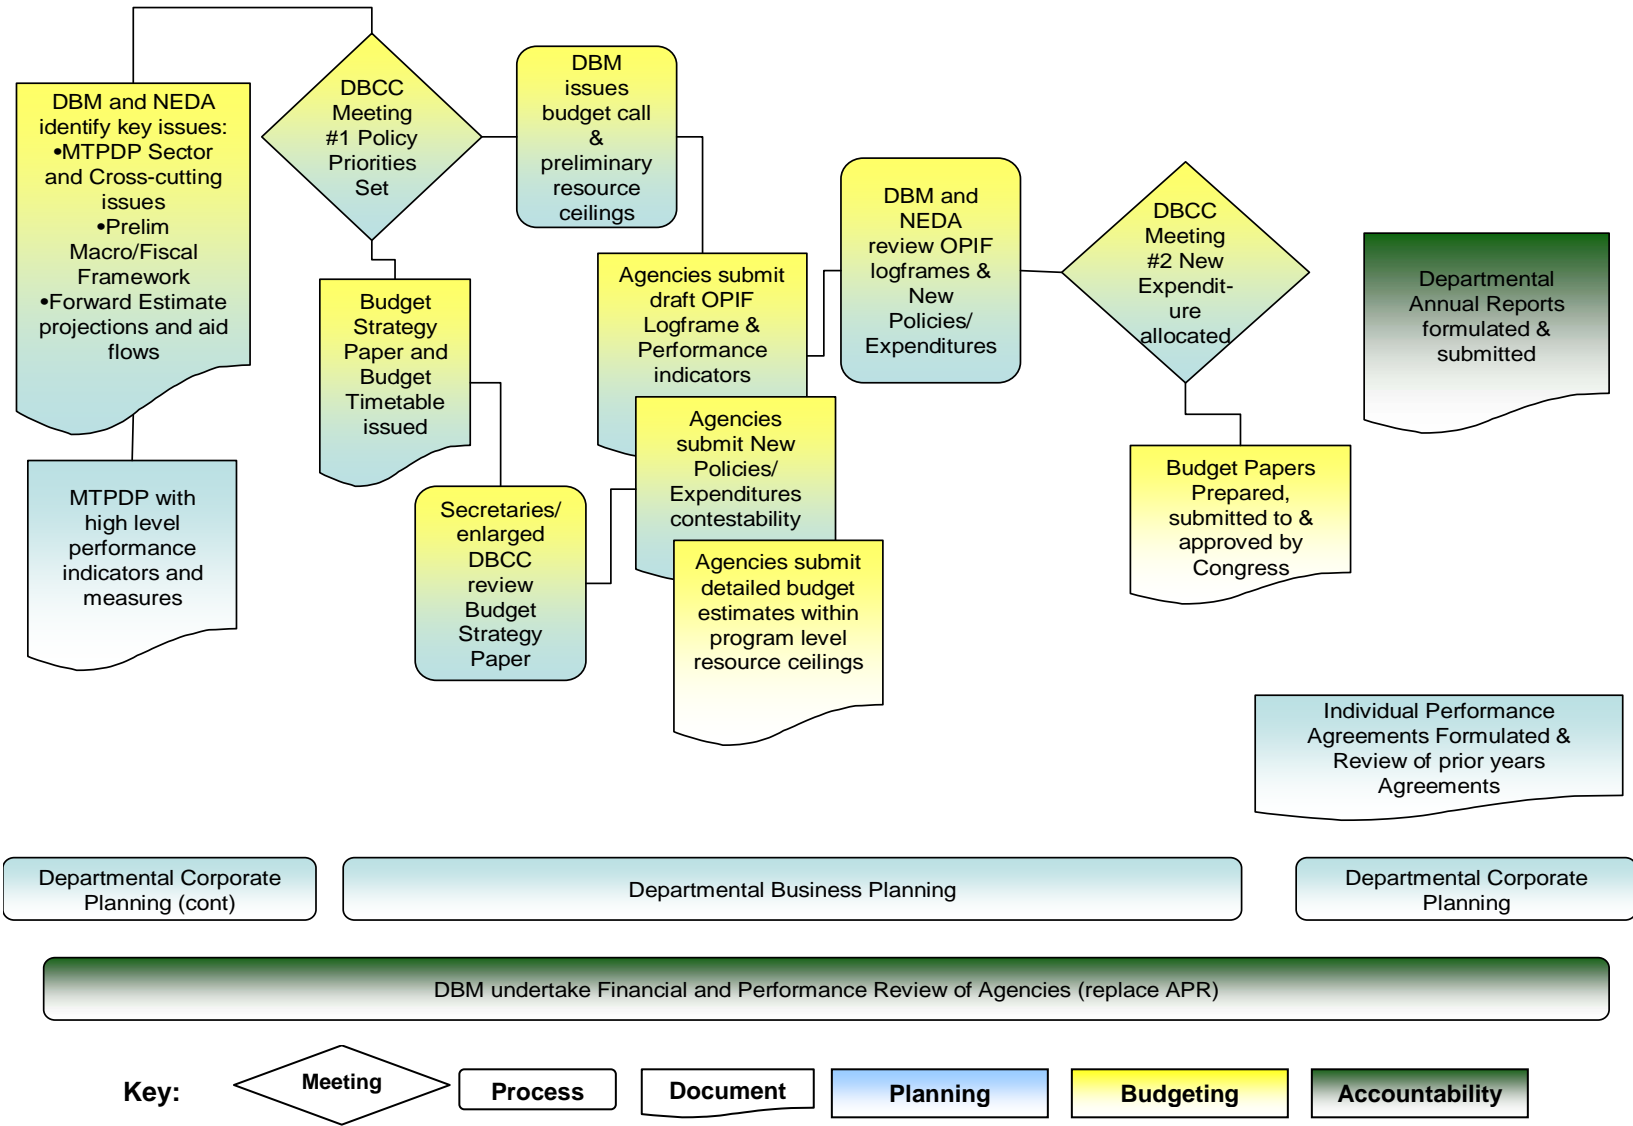 DBM and NEDA
identify key issues:
•MTPDP Sector
and Cross-cutting
issues
•Prelim
Macro/Fiscal
Framework
•Forward Estimate
projections and aid
flows
MTPDP with
high level
performance
indicators and
measures
DBCC
Meeting
#1 Policy
Priorities
Set
Budget
Strategy
Paper and
Budget
Timetable
issued
DBM
issues
budget call
&
preliminary
resource
ceilings
Secretaries/
enlarged
DBCC
review
Budget
Strategy
Paper
Agencies submit
draft OPIF
Logframe &
Performance
indicators
Agencies
submit New
Policies/
Expenditures
contestability
Agencies submit
detailed budget
estimates within
program level
resource ceilings
DBM and
NEDA
review OPIF
logframes &
New
Policies/
Expenditures
DBCC
Meeting
#2 New
Expendit-
ure
allocated
Budget Papers
Prepared,
submitted to &
approved by
Congress
Departmental
Annual Reports
formulated &
submitted
Individual Performance
Agreements Formulated &
Review of prior years
Agreements
Departmental Corporate
Planning (cont)
Departmental Business Planning
Departmental Corporate
Planning
DBM undertake Financial and Performance Review of Agencies (replace APR)
Key:
Meeting
Process
Document
Planning
Budgeting
Accountability